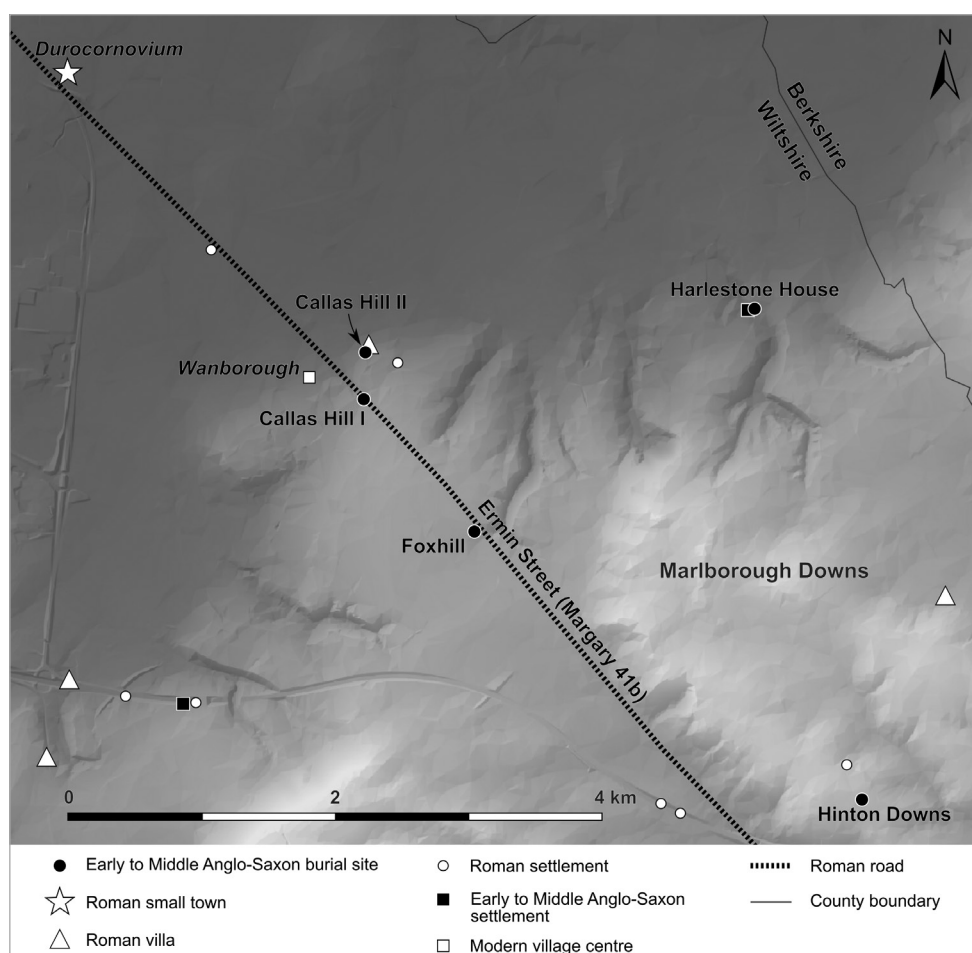 Durocornovium
N
Berkshire
Wiltshire
Harlestone House
Callas Hill II
Wanborough
Callas Hill I
Ermin Street (Margary 41b)
Foxhill
Marlborough Downs
0 2 4 km
Hinton Downs
Early to Middle Anglo-Saxon burial site
Roman small town
Roman villa
Roman settlement
Early to Middle Anglo-Saxon
settlement
Modern village centre
Roman road
County boundary